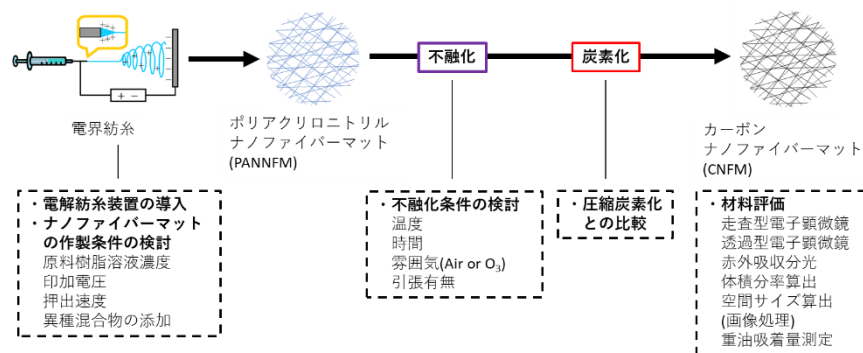 不融化
炭素化
電界紡糸
ポリアクリロニトリル
ナノファイバーマット
(PANNFM)
カーボン
ナノファイバーマット
(CNFM)
・電解紡糸装置の導入
・ナノファイバーマット
の作製条件の検討
原料樹脂溶液濃度
印加電圧
押出速度
異種混合物の添加
・不融化条件の検討
温度
時間
雰囲気(Air or O₃)
引張有無
・圧縮炭素化
との比較
・材料評価
走査型電子顕微鏡
透過型電子顕微鏡
赤外吸収分光
体積分率算出
空間サイズ算出
(画像処理)
重油吸着量測定